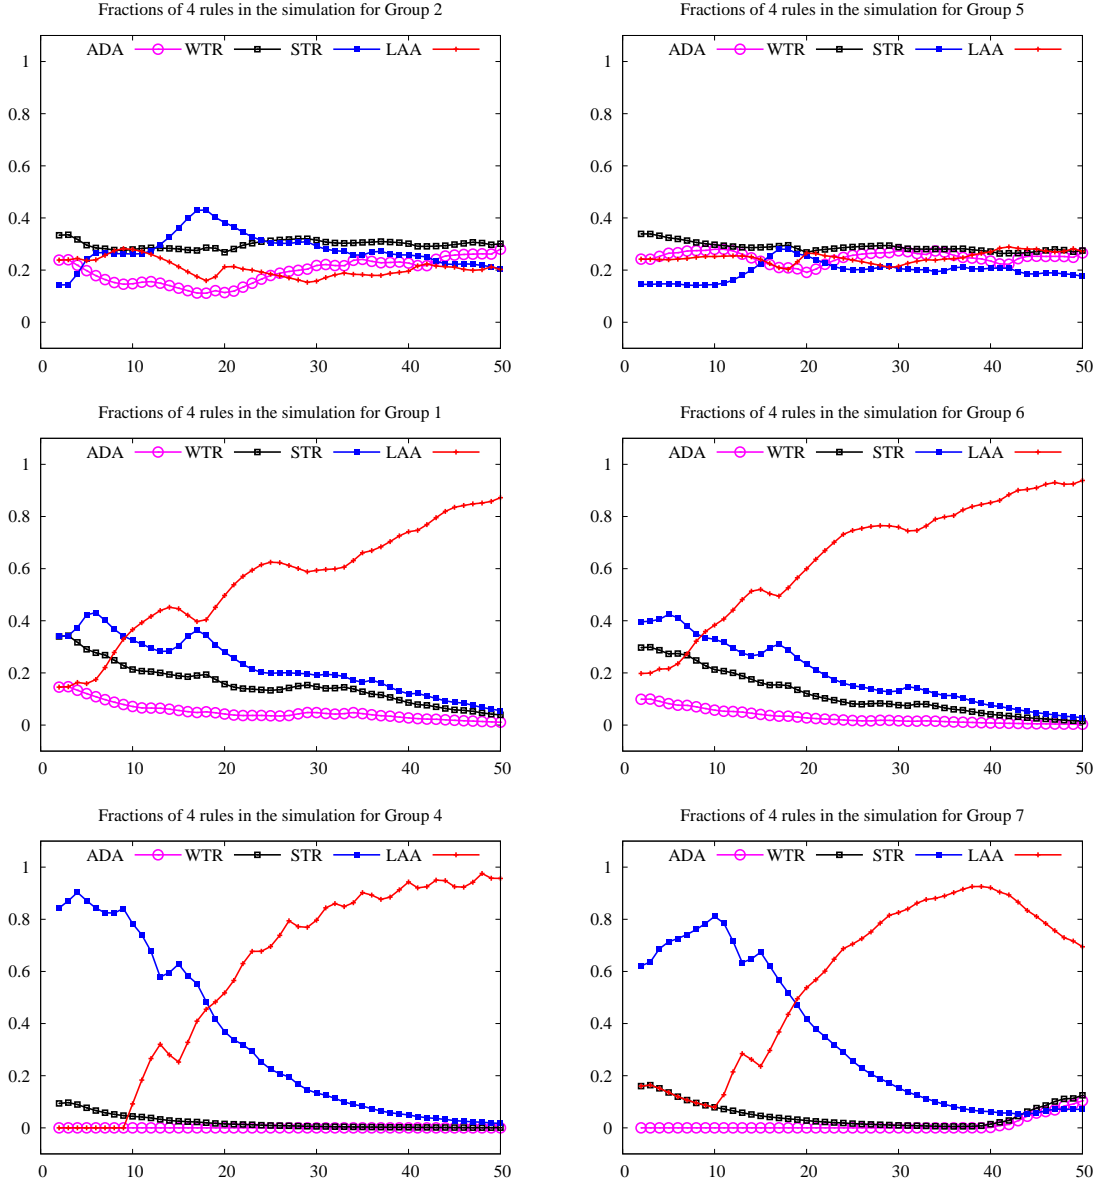 Fractions of 4 rules in the simulation for Group 2
ADA WTR STR LAA
1
0.8
0.6
0.4
0.2
0
0 10 20 30 40 50
Fractions of 4 rules in the simulation for Group 5
ADA WTR STR LAA
1
0.8
0.6
0.4
0.2
0
0 10 20 30 40 50
Fractions of 4 rules in the simulation for Group 1
ADA WTR STR LAA
1
0.8
0.6
0.4
0.2
0
0 10 20 30 40 50
Fractions of 4 rules in the simulation for Group 6
ADA WTR STR LAA
1
0.8
0.6
0.4
0.2
0
0 10 20 30 40 50
Fractions of 4 rules in the simulation for Group 4
ADA WTR STR LAA
1
0.8
0.6
0.4
0.2
0
0 10 20 30 40 50
Fractions of 4 rules in the simulation for Group 7
ADA WTR STR LAA
1
0.8
0.6
0.4
0.2
0
0 10 20 30 40 50